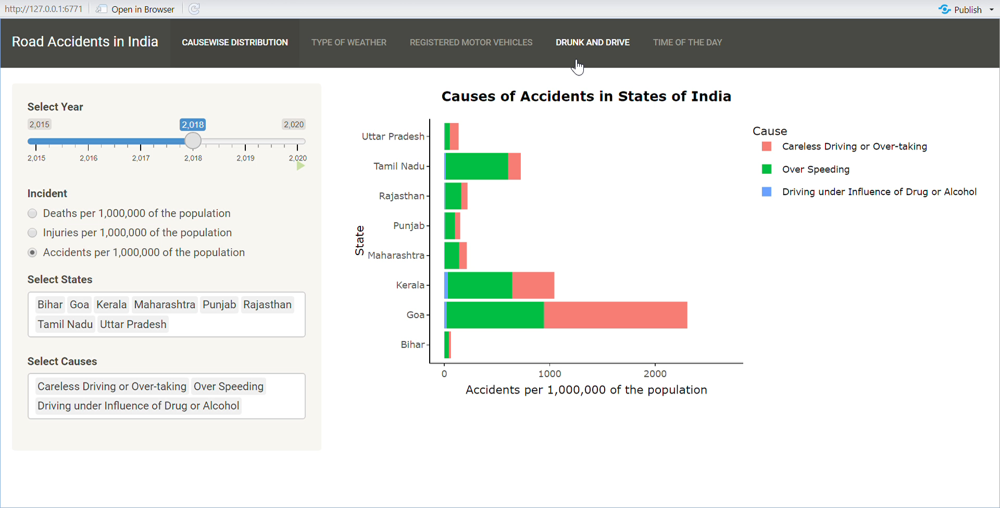 http://127.0.0.1:6771 Open in Browser Publish
Road Accidents in India CAUSEWISE DISTRIBUTION TYPE OF WEATHER REGISTERED MOTOR VEHICLES DRUNK AND DRIVE TIME OF THE DAY
Select Year
2,015 2,018 2,020
2,015 2,016 2,017 2,018 2,019 2,020
Incident
Deaths per 1,000,000 of the population
Injuries per 1,000,000 of the population
Accidents per 1,000,000 of the population
Select States
Bihar Goa Kerala Maharashtra Punjab Rajasthan
Tamil Nadu Uttar Pradesh
Select Causes
Careless Driving or Over-taking Over Speeding
Driving under Influence of Drug or Alcohol
Causes of Accidents in States of India
State
Uttar Pradesh
Tamil Nadu
Rajasthan
Punjab
Maharashtra
Kerala
Goa
Bihar
0 1000 2000
Accidents per 1,000,000 of the population
Cause
Careless Driving or Over-taking
Over Speeding
Driving under Influence of Drug or Alcohol